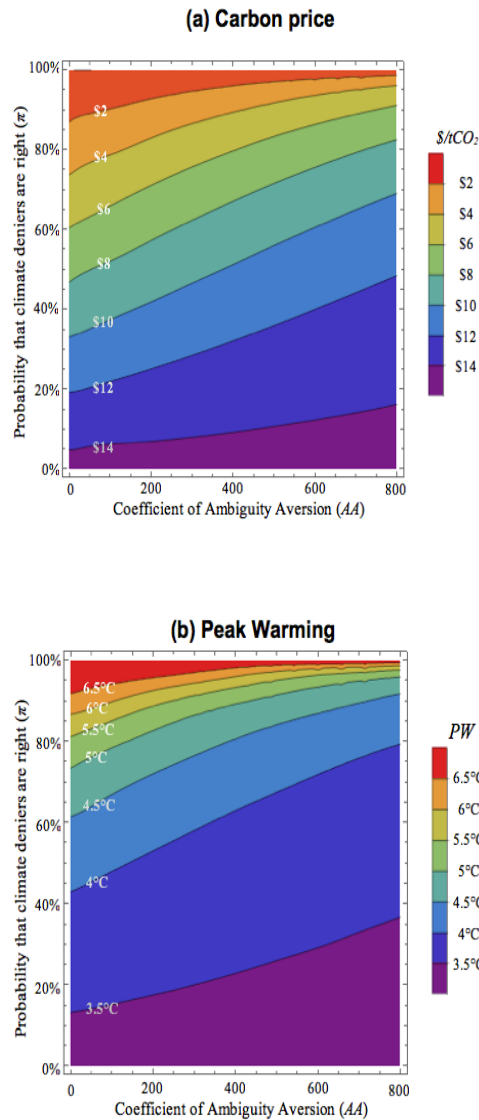 (a) Carbon price
100%
80%
60%
40%
20%
0%
Probability that climate deniers are right (π)
$2
$4
$6
$8
$10
$12
$14
0
200
400
600
800
Coefficient of Ambiguity Aversion (AA)
$/tCO₂
$2
$4
$6
$8
$10
$12
$14
(b) Peak Warming
100%
80%
60%
40%
20%
0%
Probability that climate deniers are right (π)
6.5°C
6°C
5.5°C
5°C
4.5°C
4°C
3.5°C
0
200
400
600
800
Coefficient of Ambiguity Aversion (AA)
PW
6.5°C
6°C
5.5°C
5°C
4.5°C
4°C
3.5°C